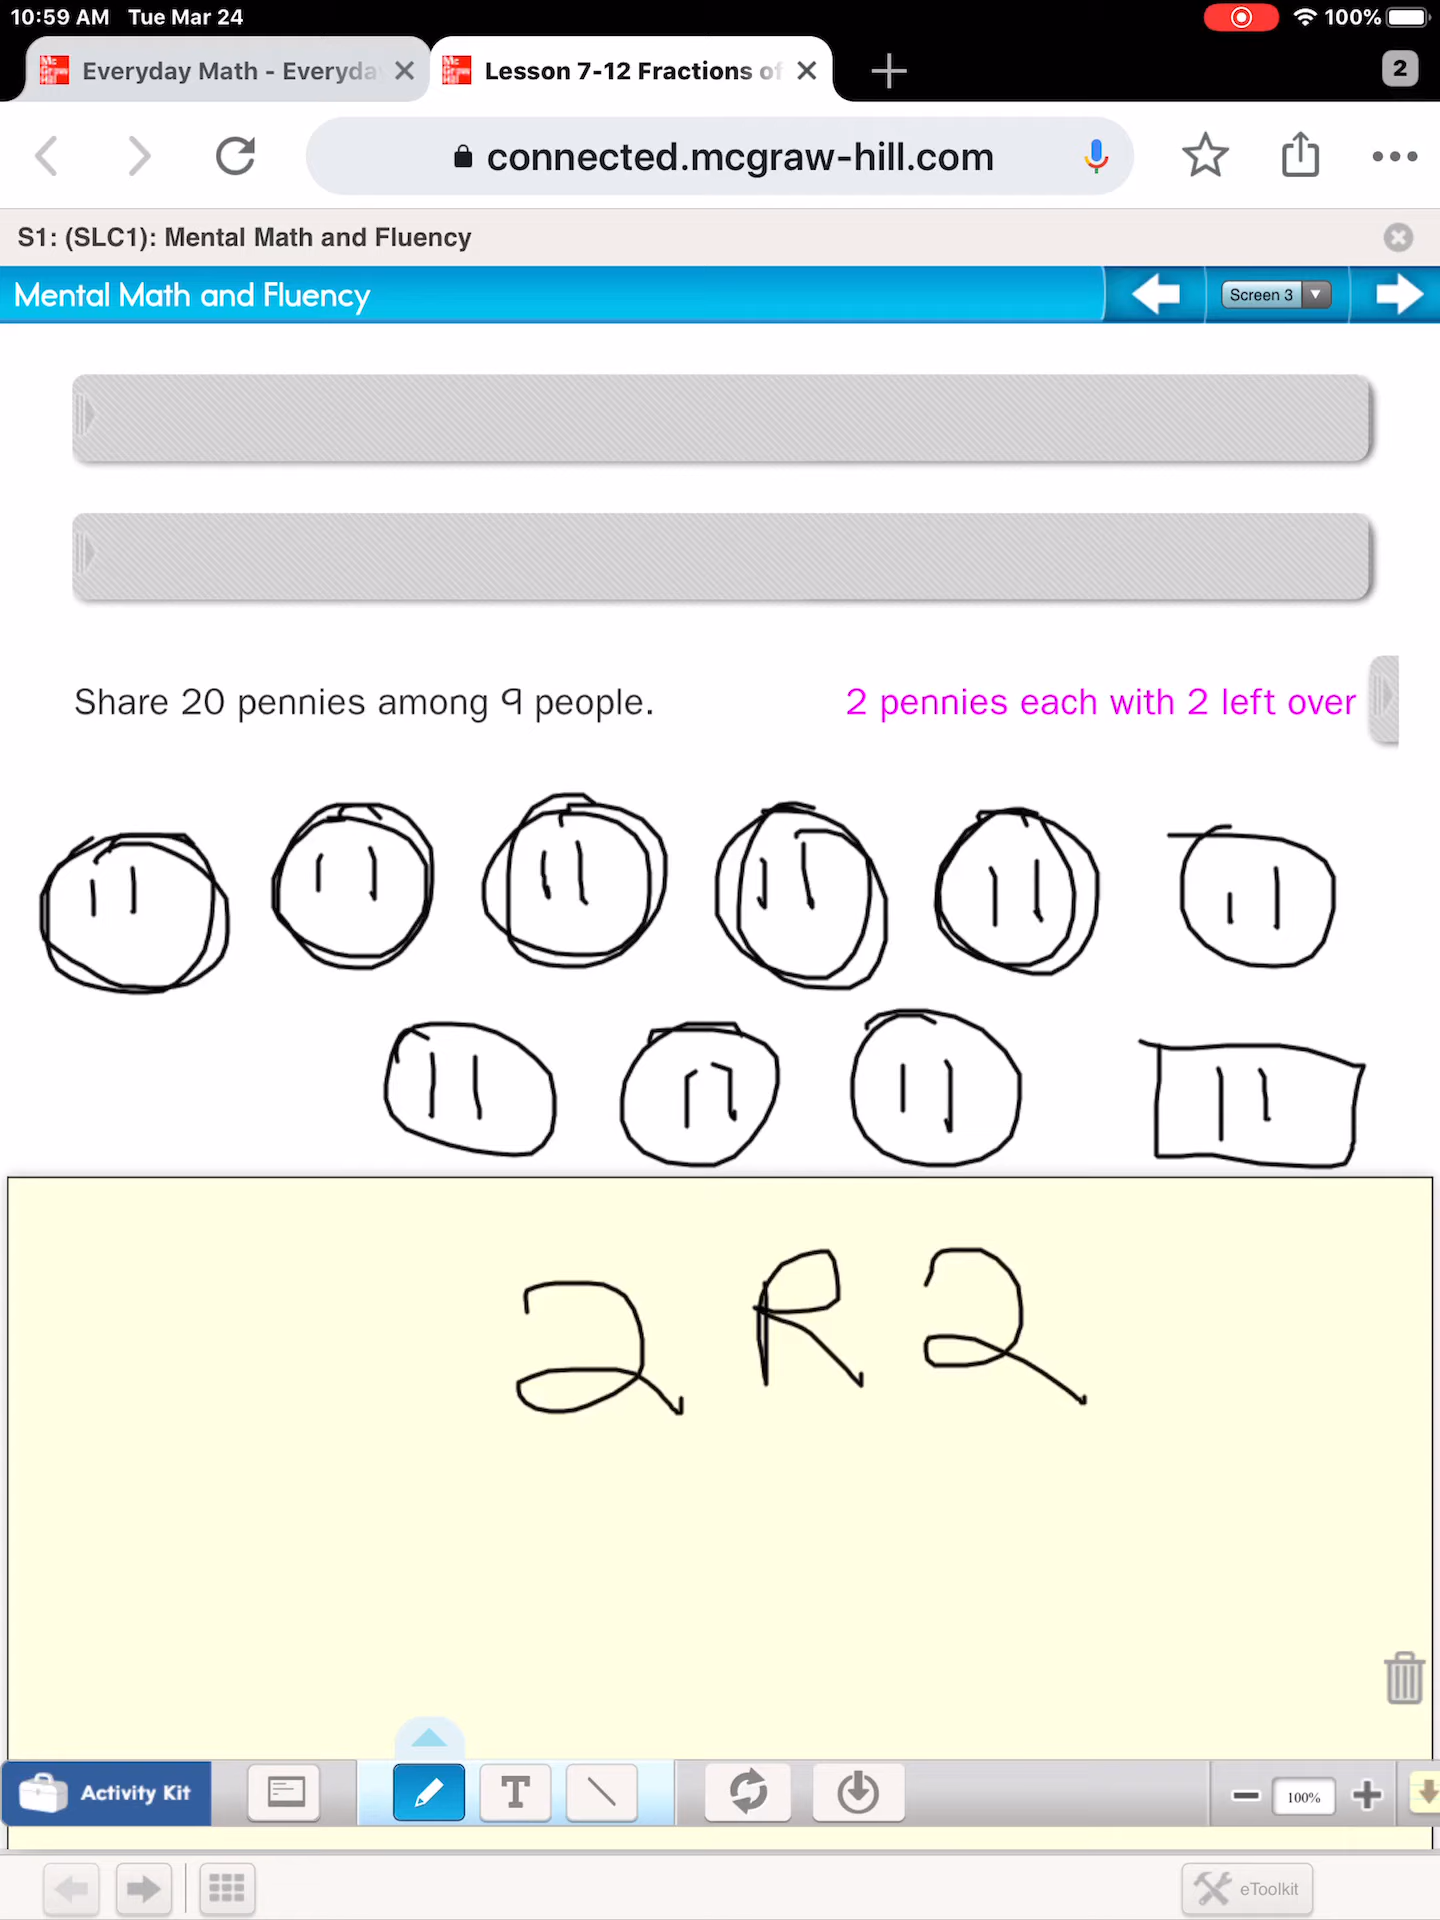 10:59 AM Tue Mar 24 100%
Everyday Math - Everyda
Lesson 7-12 Fractions of
2
connected.mcgraw-hill.com
S1: (SLC1): Mental Math and Fluency
Mental Math and Fluency
Screen 3
Share 20 pennies among 9 people.
2 pennies each with 2 left over
2 R 2
Activity Kit
T
100%
eToolkit